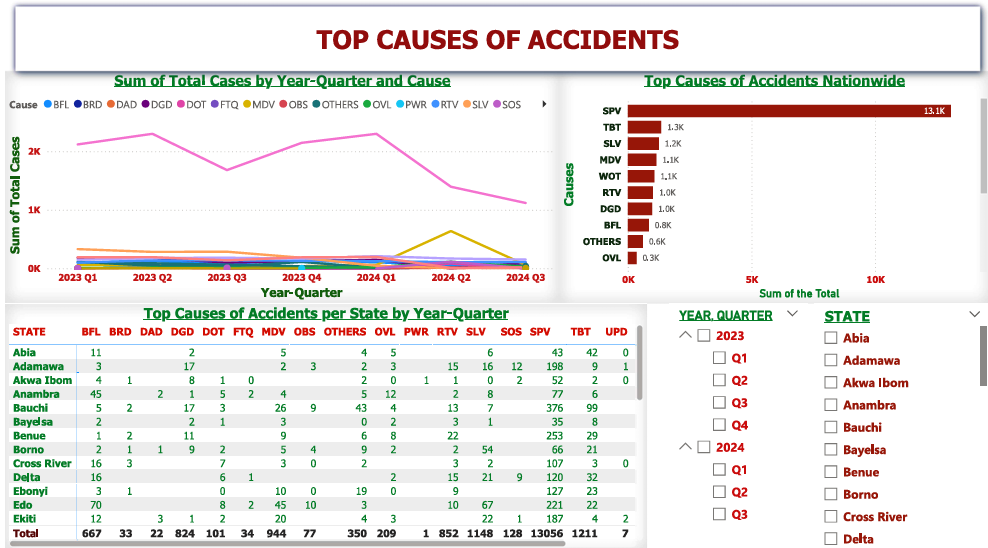 TOP CAUSES OF ACCIDENTS
Sum of Total Cases by Year-Quarter and Cause
Cause BFL BRD DAD DGD DOT FTQ MDV OBS OTHERS OVL PWR RTV SLV SOS
Sum of Total Cases
2K
1K
0K
2023 Q1 2023 Q2 2023 Q3 2023 Q4 2024 Q1 2024 Q2 2024 Q3
Year-Quarter
Top Causes of Accidents Nationwide
Causes
SPV 13.1K
TBT 1.3K
SLV 1.2K
MDV 1.1K
WOT 1.1K
RTV 1.0K
DGD 1.0K
BFL 0.8K
OTHERS 0.6K
OVL 0.3K
0K 5K 10K
Sum of the Total
Top Causes of Accidents per State by Year-Quarter
STATE BFL BRD DAD DGD DOT FTQ MDV OBS OTHERS OVL PWR RTV SLV SOS SPV TBT UPD
Abia 11 2 5 4 5 6 43 42 0
Adamawa 3 17 2 3 2 3 15 16 12 198 9 1
Akwa Ibom 4 1 8 1 0 2 0 1 1 0 2 52 2 0
Anambra 45 2 1 5 2 4 5 12 2 8 77 6
Bauchi 5 2 17 3 26 9 43 4 13 7 376 99
Bayelsa 2 2 1 3 0 2 3 1 35 8
Benue 1 2 11 9 6 8 22 253 29
Borno 2 1 1 9 2 5 4 9 2 2 54 66 21
Cross River 16 3 7 3 0 2 3 2 107 3 0
Delta 16 6 1 2 15 21 9 120 32
Ebonyi 3 1 0 10 0 19 0 9 127 23
Edo 70 8 2 45 10 3 10 67 221 22
Ekiti 12 3 1 2 20 4 3 22 1 187 4 2
Total 667 33 22 824 101 34 944 77 350 209 1 852 1148 128 13056 1211 7
YEAR, QUARTER
2023
Q1
Q2
Q3
Q4
2024
Q1
Q2
Q3
STATE
Abia
Adamawa
Akwa Ibom
Anambra
Bauchi
Bayelsa
Benue
Borno
Cross River
Delta